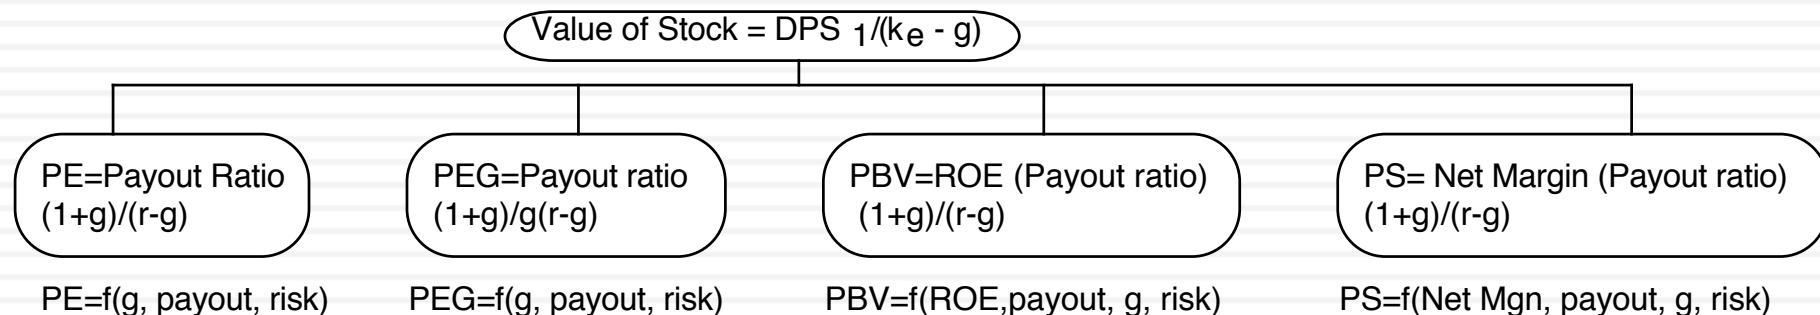 Value of Stock = DPS 1/(ke - g)
PE=Payout Ratio
(1+g)/(r-g)
PEG=Payout ratio
(1+g)/g(r-g)
PBV=ROE (Payout ratio)
(1+g)/(r-g)
PS= Net Margin (Payout ratio)
(1+g)/(r-g)
PE=f(g, payout, risk)
PEG=f(g, payout, risk)
PBV=f(ROE,payout, g, risk)
PS=f(Net Mgn, payout, g, risk)